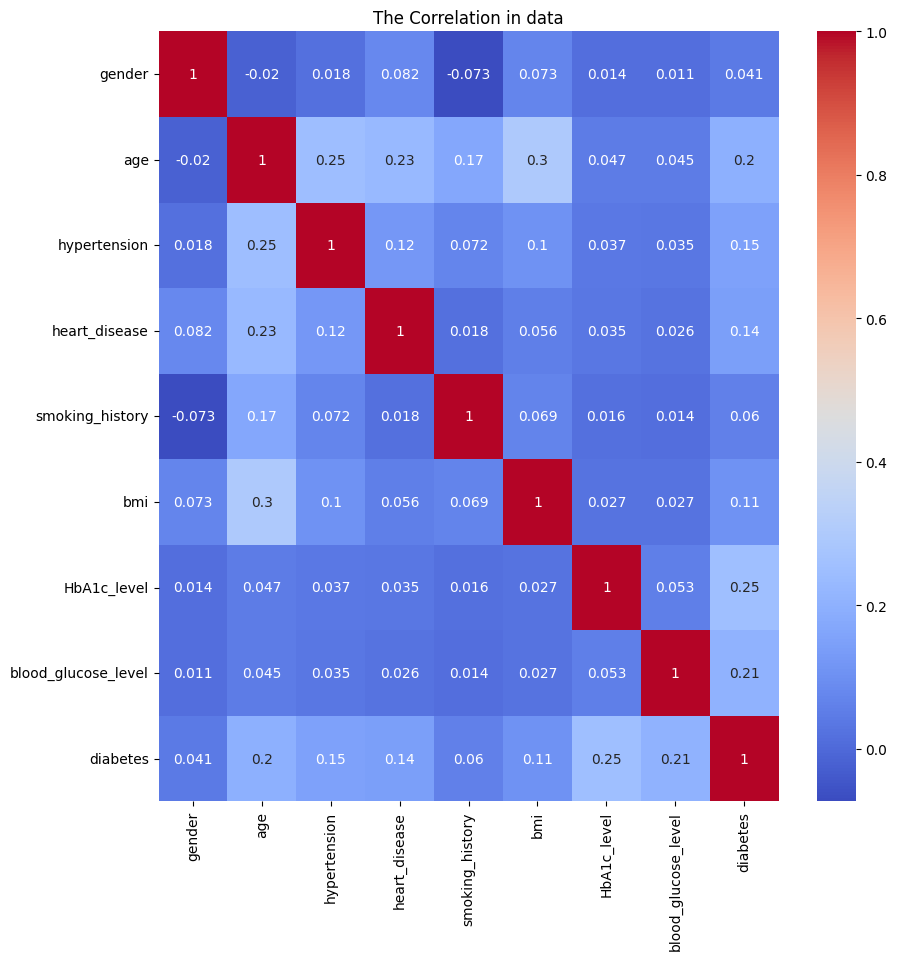 The Correlation in data
gender 1 -0.02 0.018 0.082 -0.073 0.073 0.014 0.011 0.041
age -0.02 1 0.25 0.23 0.17 0.3 0.047 0.045 0.2
hypertension 0.018 0.25 1 0.12 0.072 0.1 0.037 0.035 0.15
heart_disease 0.082 0.23 0.12 1 0.018 0.056 0.035 0.026 0.14
smoking_history -0.073 0.17 0.072 0.018 1 0.069 0.016 0.014 0.06
bmi 0.073 0.3 0.1 0.056 0.069 1 0.027 0.027 0.11
HbA1c_level 0.014 0.047 0.037 0.035 0.016 0.027 1 0.053 0.25
blood_glucose_level 0.011 0.045 0.035 0.026 0.014 0.027 0.053 1 0.21
diabetes 0.041 0.2 0.15 0.14 0.06 0.11 0.25 0.21 1
gender
age
hypertension
heart_disease
smoking_history
bmi
HbA1c_level
blood_glucose_level
diabetes
1.0
0.8
0.6
0.4
0.2
0.0